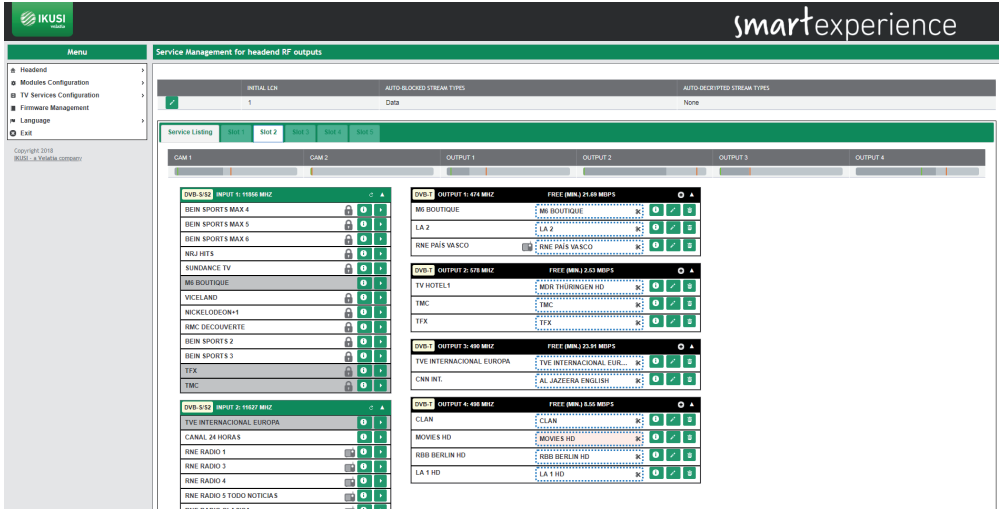 IKUSI
velatia
smartexperience
Menu
Headend
Modules Configuration
TV Services Configuration
Firmware Management
Language
Exit
Copyright 2018
IKUSI - a Velatia company
Service Management for headend RF outputs
INITIAL LCN AUTO-BLOCKED STREAM TYPES AUTO-DECRYPTED STREAM TYPES
1 Data None
Service Listing Slot 1 Slot 2 Slot 3 Slot 4 Slot 5
CAM 1 CAM 2 OUTPUT 1 OUTPUT 2 OUTPUT 3 OUTPUT 4
DVB-S/S2 INPUT 1: 11856 MHZ
BEIN SPORTS MAX 4
BEIN SPORTS MAX 5
BEIN SPORTS MAX 6
NRJ HITS
SUNDANCE TV
M6 BOUTIQUE
VICELAND
NICKELODEON+1
RMC DECOUVERTE
BEIN SPORTS 2
BEIN SPORTS 3
TFX
TMC
DVB-S/S2 INPUT 2: 11627 MHZ
TVE INTERNACIONAL EUROPA
CANAL 24 HORAS
RNE RADIO 1
RNE RADIO 3
RNE RADIO 4
RNE RADIO 5 TODO NOTICIAS
DVB-T OUTPUT 1: 474 MHZ FREE (MIN.) 21.69 MBPS
M6 BOUTIQUE M6 BOUTIQUE
LA 2 LA 2
RNE PAÍS VASCO RNE PAÍS VASCO
DVB-T OUTPUT 2: 578 MHZ FREE (MIN.) 2.53 MBPS
TV HOTEL1 MDR THÜRINGEN HD
TMC TMC
TFX TFX
DVB-T OUTPUT 3: 490 MHZ FREE (MIN.) 23.91 MBPS
TVE INTERNACIONAL EUROPA TVE INTERNACIONAL EUR...
CNN INT. AL JAZEERA ENGLISH
DVB-T OUTPUT 4: 498 MHZ FREE (MIN.) 8.55 MBPS
CLAN CLAN
MOVIES HD MOVIES HD
RBB BERLIN HD RBB BERLIN HD
LA 1 HD LA 1 HD